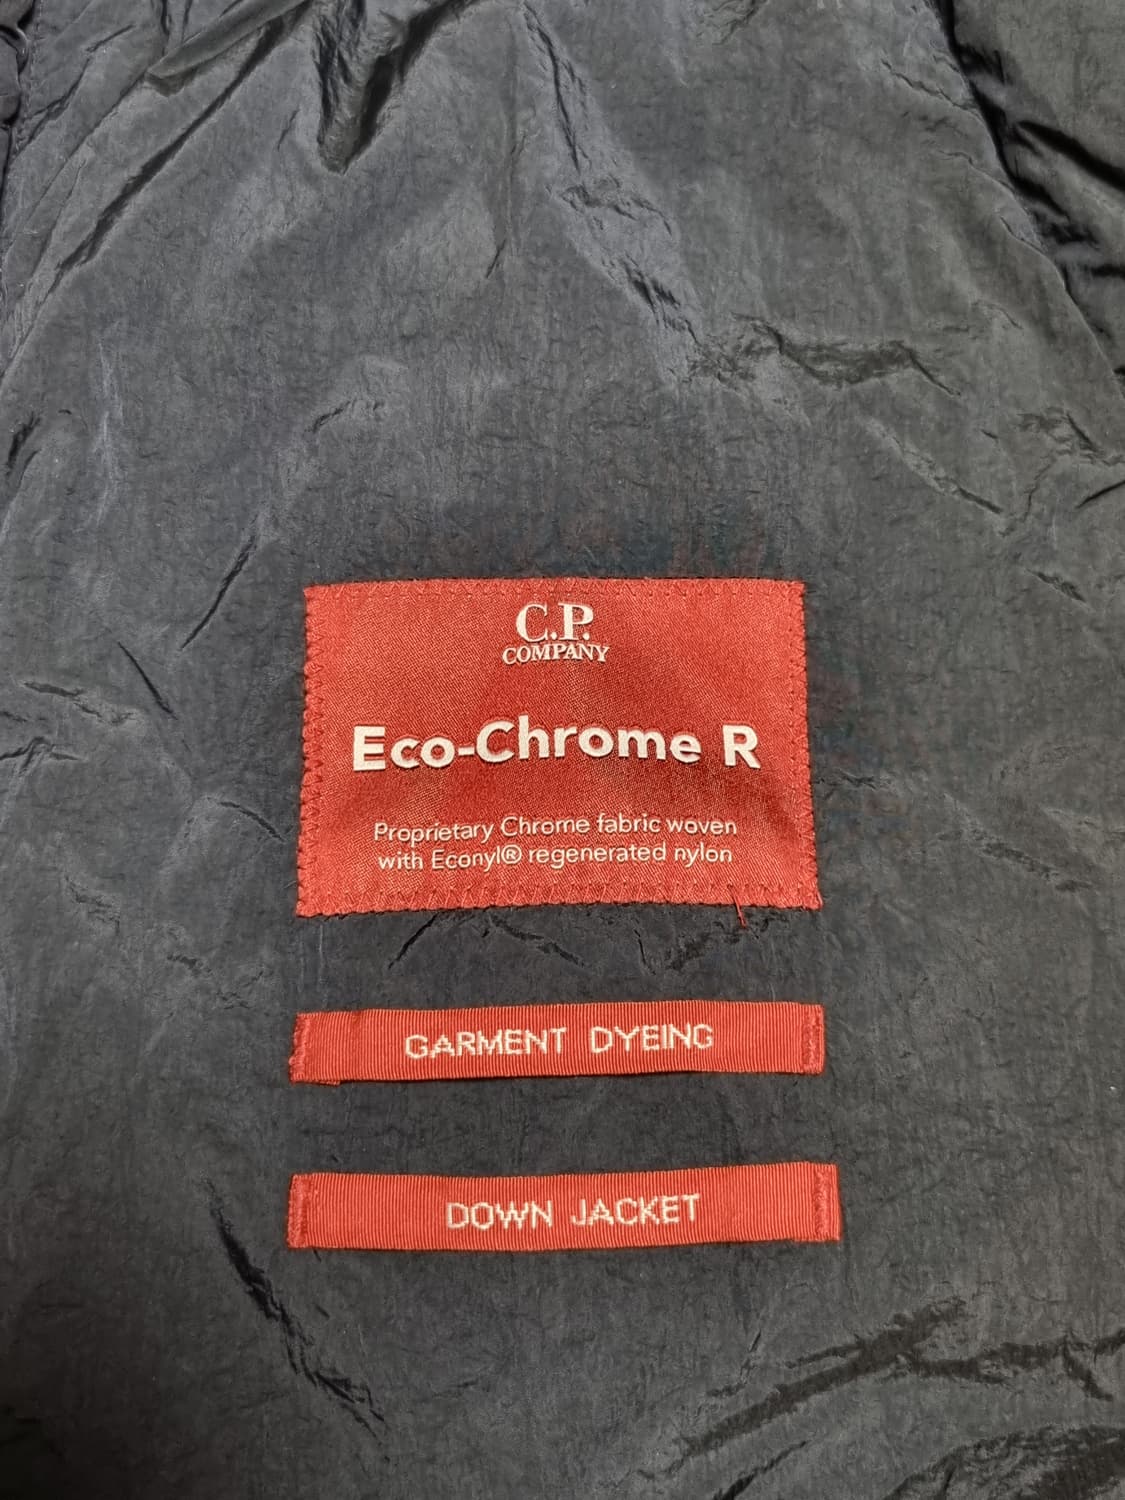 C.P.
COMPANY
Eco-Chrome R
Proprietary Chrome fabric woven
with Econyl® regenerated nylon
GARMENT DYEING
DOWN JACKET